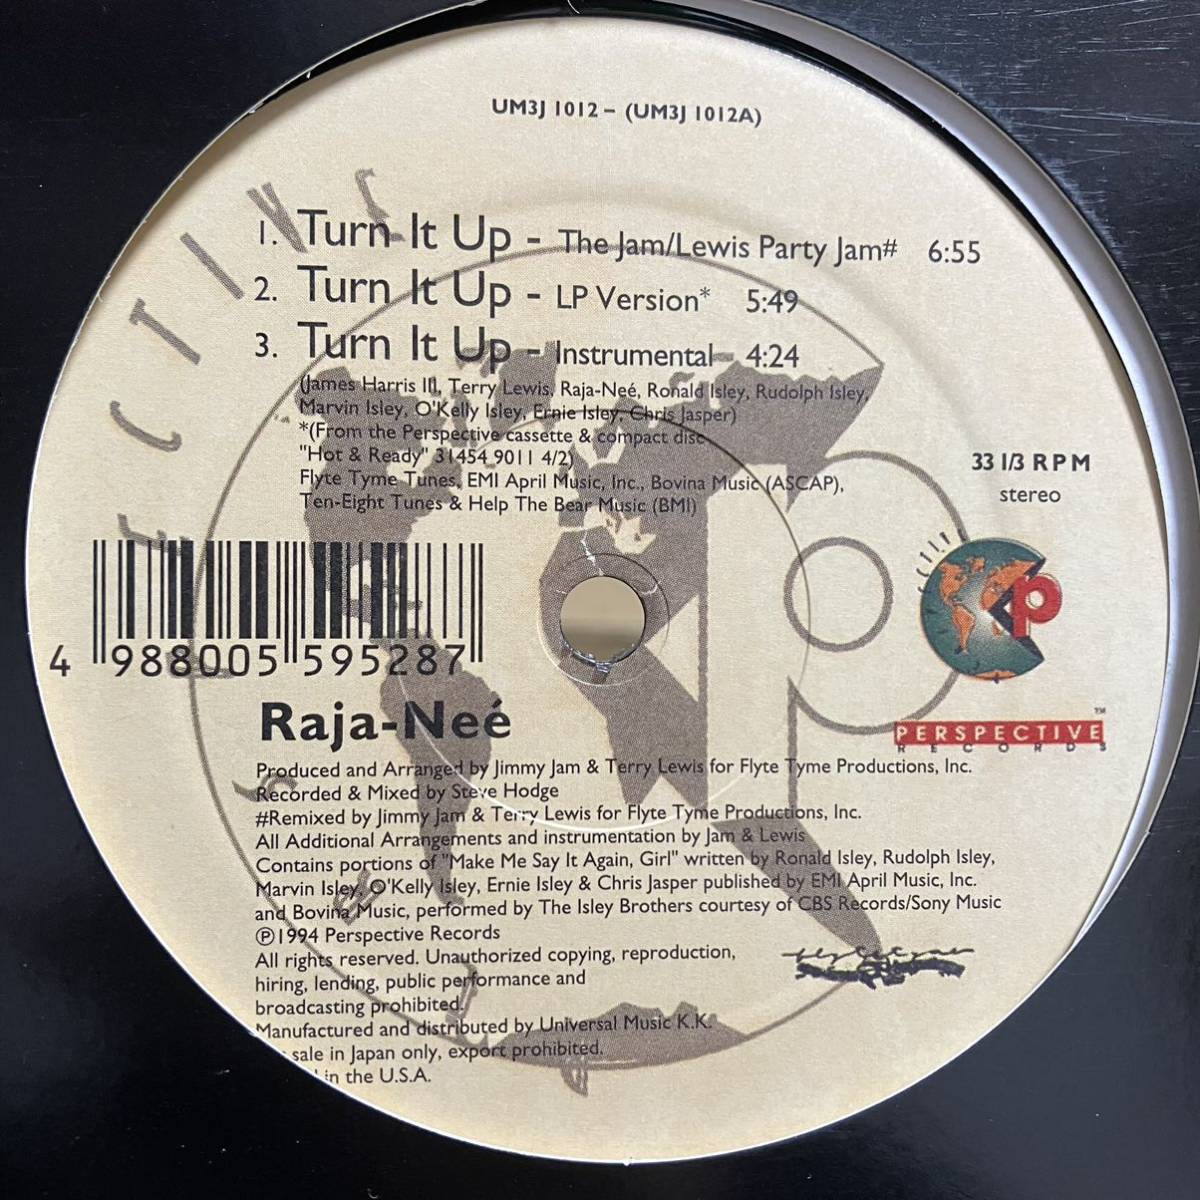 UM3J 1012 – (UM3J 1012A)
1. Turn It Up - The Jam/Lewis Party Jam# 6:55
2. Turn It Up - LP Version* 5:49
3. Turn It Up - Instrumental - 4:24
(James Harris III, Terry Lewis, Raja-Neé, Ronald Isley, Rudolph Isley,
Marvin Isley, O'Kelly Isley, Ernie Isley, Chris Jasper)
*(From the Perspective cassette & compact disc
"Hot & Ready" 31454 9011 4/2)
Flyte Tyme Tunes, EMI April Music, Inc., Bovina Music (ASCAP),
Ten-Eight Tunes & Help The Bear Music (BMI)
33 1/3 RPM
stereo
4 988005 595287
Raja-Neé
PERSPECTIVE™
RECORDS
Produced and Arranged by Jimmy Jam & Terry Lewis for Flyte Tyme Productions, Inc.
Recorded & Mixed by Steve Hodge
#Remixed by Jimmy Jam & Terry Lewis for Flyte Tyme Productions, Inc.
All Additional Arrangements and instrumentation by Jam & Lewis
Contains portions of "Make Me Say It Again, Girl" written by Ronald Isley, Rudolph Isley,
Marvin Isley, O'Kelly Isley, Ernie Isley & Chris Jasper published by EMI April Music, Inc.
and Bovina Music, performed by The Isley Brothers courtesy of CBS Records/Sony Music
℗1994 Perspective Records
All rights reserved. Unauthorized copying, reproduction,
hiring, lending, public performance and
broadcasting prohibited.
Manufactured and distributed by Universal Music K.K.
sale in Japan only, export prohibited.
in the U.S.A.